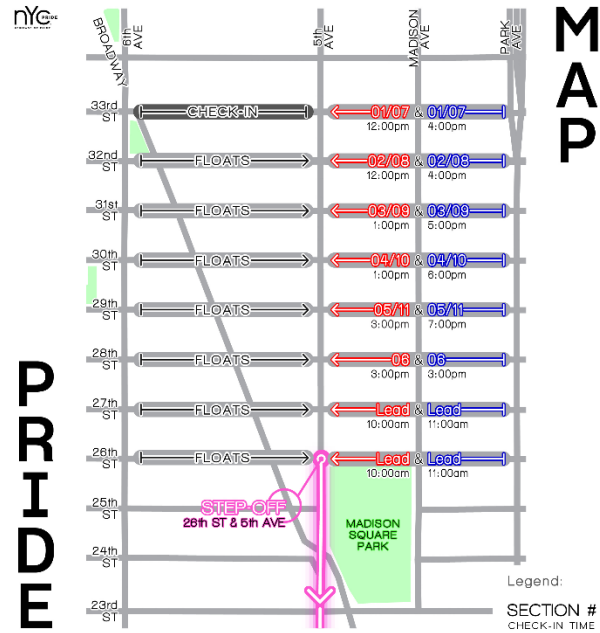 nyc PRIDE
MAP
PRIDE
BROADWAY
6th AVE
5th AVE
MADISON AVE
PARK AVE
33rd ST
CHECK-IN
01/07 & 01/07
12:00pm 4:00pm
32nd ST
FLOATS
02/08 & 02/08
12:00pm 4:00pm
31st ST
FLOATS
03/09 & 03/09
1:00pm 5:00pm
30th ST
FLOATS
04/10 & 04/10
1:00pm 6:00pm
29th ST
FLOATS
05/11 & 05/11
3:00pm 7:00pm
28th ST
FLOATS
06 & 06
3:00pm 3:00pm
27th ST
FLOATS
Lead & Lead
10:00am 11:00am
26th ST
FLOATS
Lead & Lead
10:00am 11:00am
25th ST
STEP-OFF
26th ST & 5th AVE
MADISON
SQUARE
PARK
24th ST
23rd ST
Legend:
SECTION #
CHECK-IN TIME